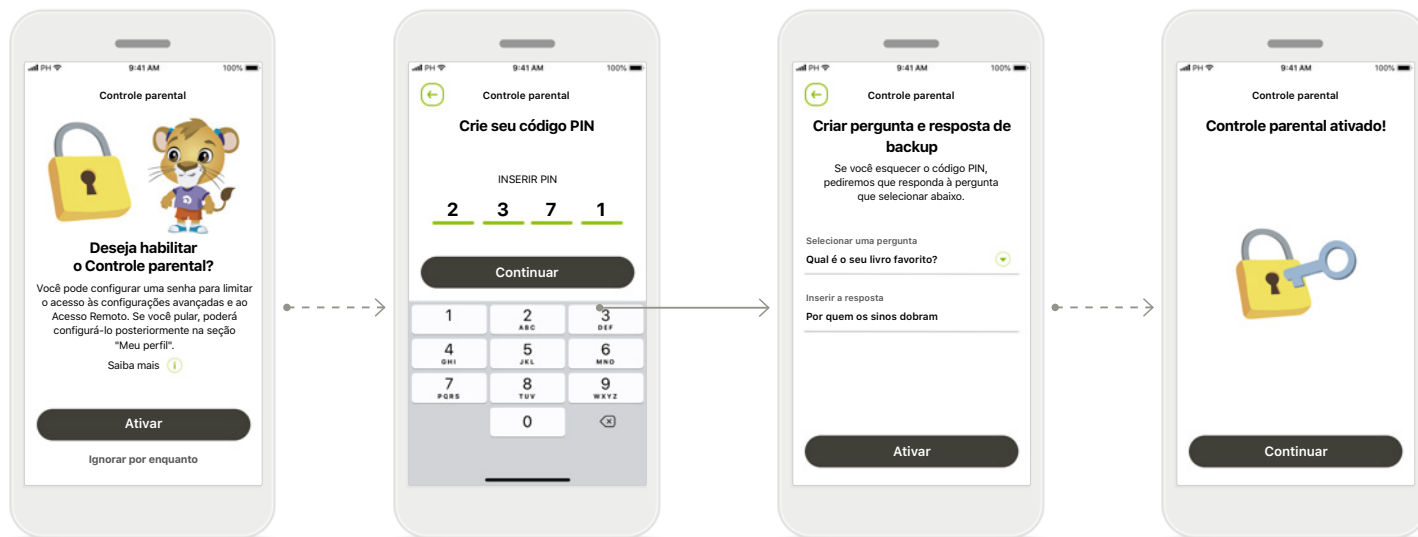 PH
9:41 AM
100%
Controle parental
Deseja habilitar
o Controle parental?
Você pode configurar uma senha para limitar
o acesso às configurações avançadas e ao
Acesso Remoto. Se você pular, poderá
configurá-lo posteriormente na seção
"Meu perfil".
Saiba mais i
Ativar
Ignorar por enquanto
PH
9:41 AM
100%
Controle parental
Crie seu código PIN
INSERIR PIN
2 3 7 1
Continuar
1 2 3
ABC DEF
4 5 6
GHI JKL MNO
7 8 9
PGRS TUV WXYZ
0
PH
9:41 AM
100%
Controle parental
Criar pergunta e resposta de
backup
Se você esquecer o código PIN,
pediremos que responda à pergunta
que selecionar abaixo.
Selecionar uma pergunta
Qual é o seu livro favorito?
Inserir a resposta
Por quem os sinos dobram
Ativar
PH
9:41 AM
100%
Controle parental
Controle parental ativado!
Continuar